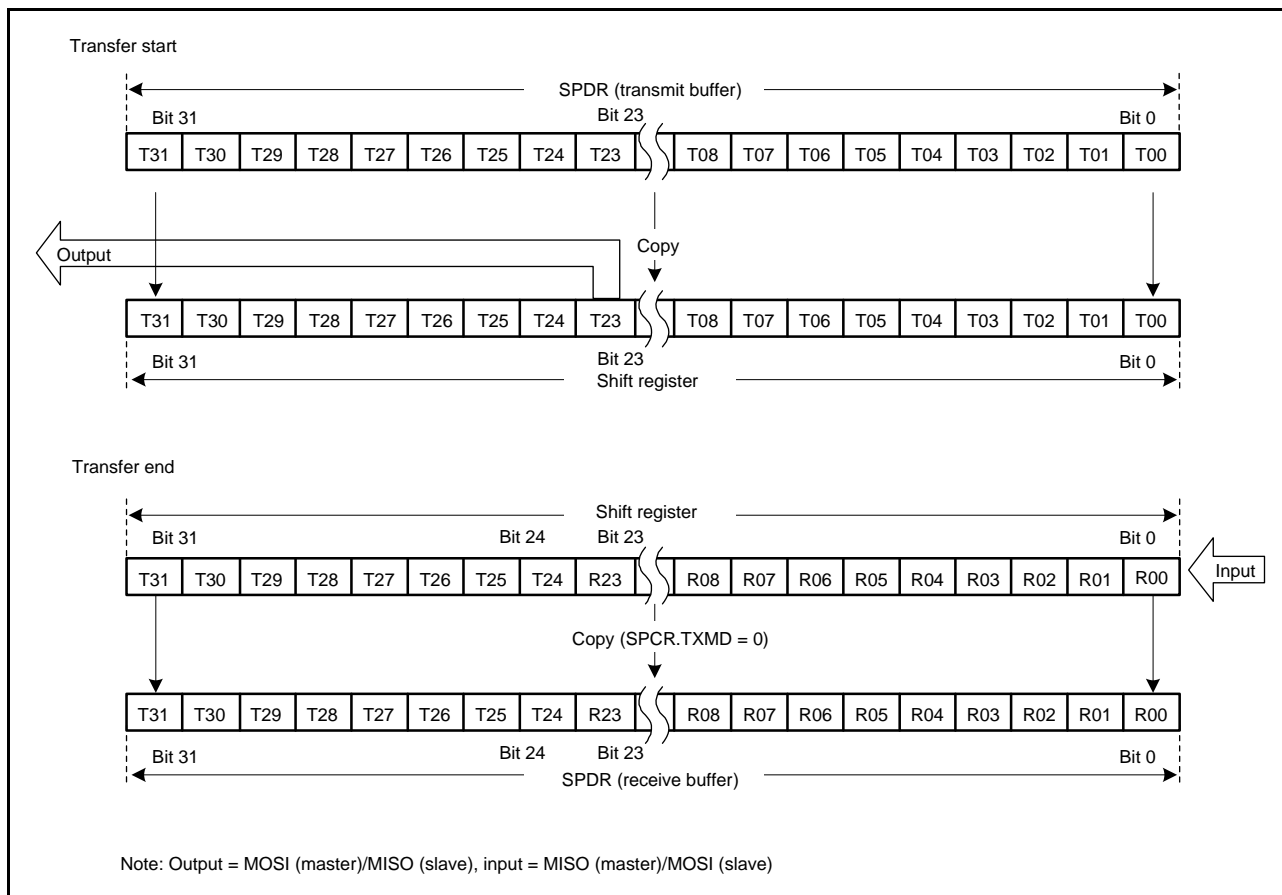 Transfer start
SPDR (transmit buffer)
Bit 31 Bit 23 Bit 0
T31 T30 T29 T28 T27 T26 T25 T24 T23 T08 T07 T06 T05 T04 T03 T02 T01 T00
Output Copy
T31 T30 T29 T28 T27 T26 T25 T24 T23 T08 T07 T06 T05 T04 T03 T02 T01 T00
Bit 31 Bit 23 Bit 0
Shift register
Transfer end
Shift register
Bit 31 Bit 24 Bit 23 Bit 0
T31 T30 T29 T28 T27 T26 T25 T24 R23 R08 R07 R06 R05 R04 R03 R02 R01 R00 Input
Copy (SPCR.TXMD = 0)
T31 T30 T29 T28 T27 T26 T25 T24 R23 R08 R07 R06 R05 R04 R03 R02 R01 R00
Bit 31 Bit 24 Bit 23 Bit 0
SPDR (receive buffer)
Note: Output = MOSI (master)/MISO (slave), input = MISO (master)/MOSI (slave)